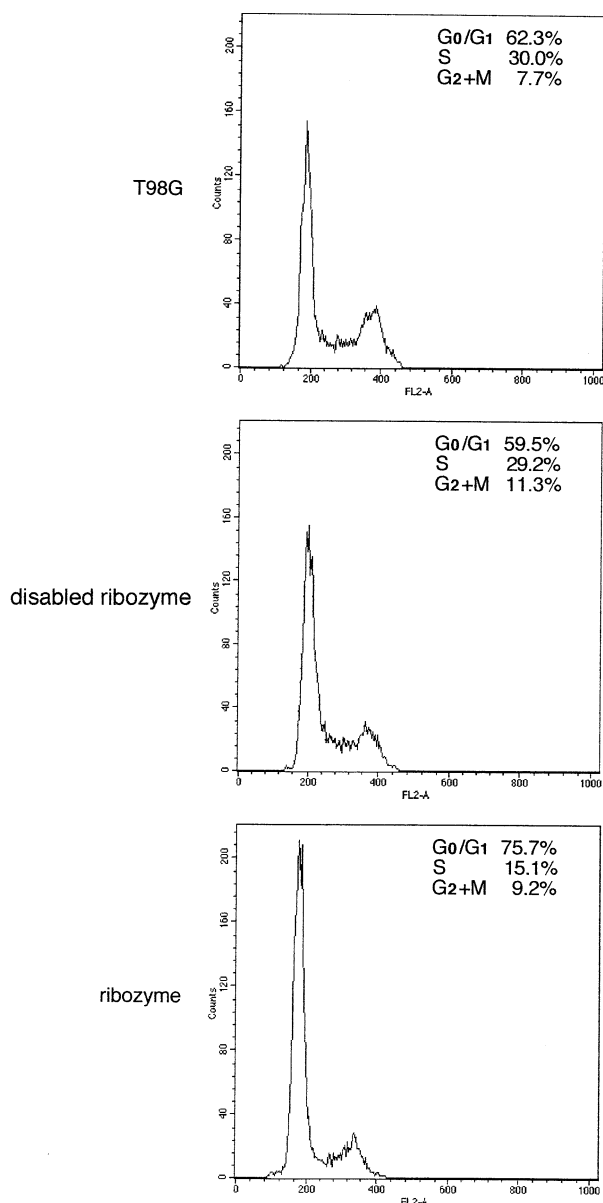 G0/G1 62.3%
S 30.0%
G2+M 7.7%
T98G
Counts
200
160
120
80
40
0
0 200 400 600 800 1000
FL2-A
G0/G1 59.5%
S 29.2%
G2+M 11.3%
disabled ribozyme
Counts
200
160
120
80
40
0
0 200 400 600 800 1000
FL2-A
G0/G1 75.7%
S 15.1%
G2+M 9.2%
ribozyme
Counts
200
160
120
80
40
0
0 200 400 600 800 1000
FL2-A